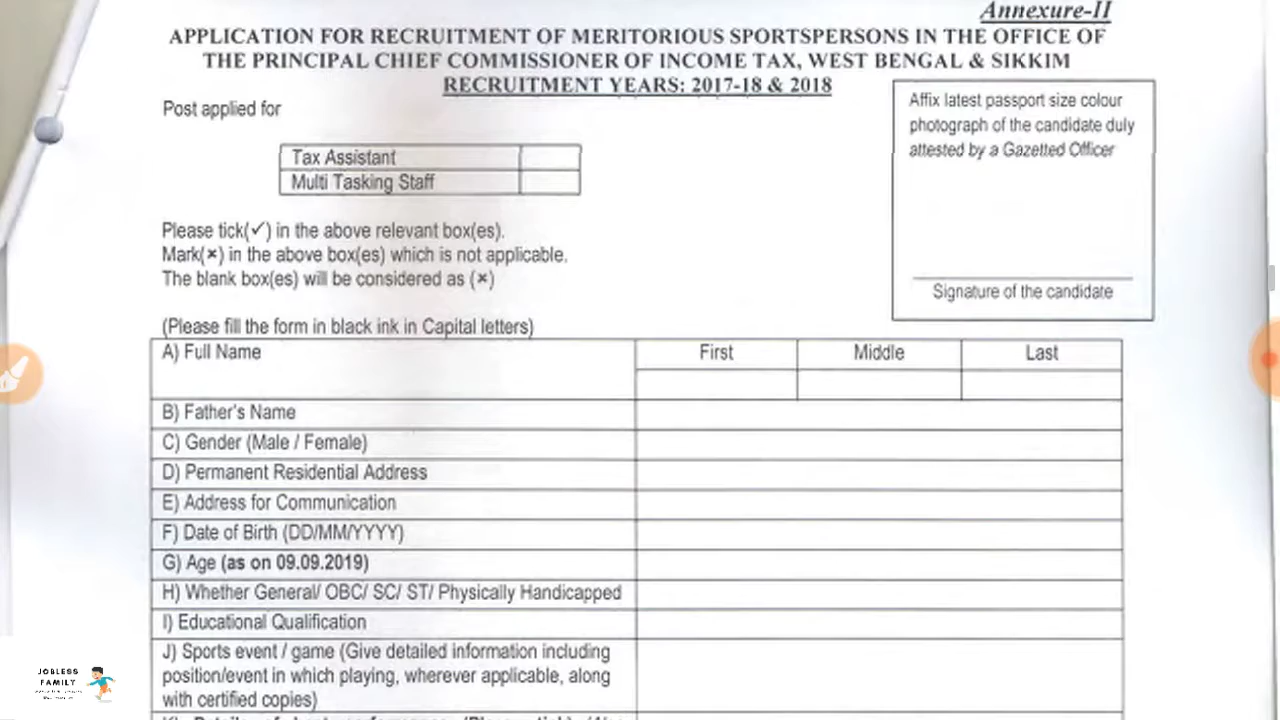 Annexure-II
APPLICATION FOR RECRUITMENT OF MERITORIOUS SPORTSPERSONS IN THE OFFICE OF
THE PRINCIPAL CHIEF COMMISSIONER OF INCOME TAX, WEST BENGAL & SIKKIM
RECRUITMENT YEARS: 2017-18 & 2018
Post applied for
Affix latest passport size colour
photograph of the candidate duly
attested by a Gazetted Officer
Tax Assistant
Multi Tasking Staff
Please tick(✓) in the above relevant box(es).
Mark(×) in the above box(es) which is not applicable.
The blank box(es) will be considered as (×)
Signature of the candidate
(Please fill the form in black ink in Capital letters)
A) Full Name First Middle Last
B) Father's Name
C) Gender (Male / Female)
D) Permanent Residential Address
E) Address for Communication
F) Date of Birth (DD/MM/YYYY)
G) Age (as on 09.09.2019)
H) Whether General/ OBC/ SC/ ST/ Physically Handicapped
I) Educational Qualification
J) Sports event / game (Give detailed information including
position/event in which playing, wherever applicable, along
with certified copies)
JOBLESS
FAMILY